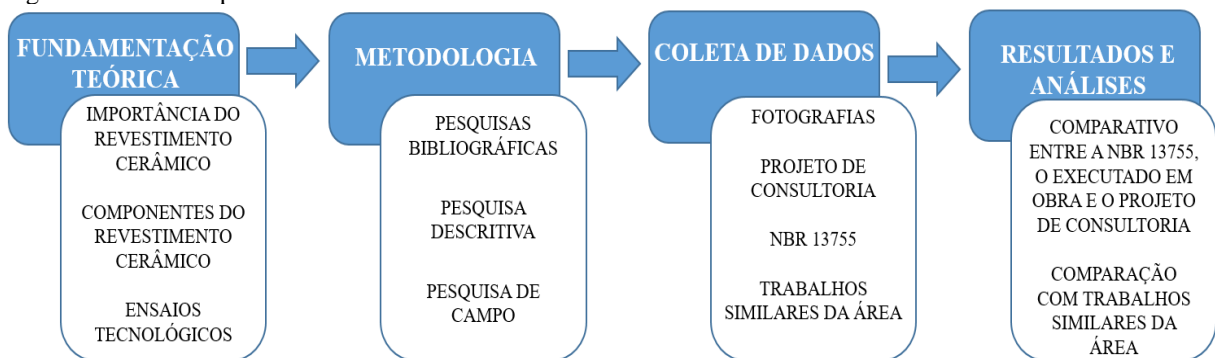 FUNDAMENTAÇÃO
TEÓRICA
IMPORTÂNCIA DO
REVESTIMENTO
CERÂMICO
COMPONENTES DO
REVESTIMENTO
CERÂMICO
ENSAIOS
TECNOLÓGICOS
METODOLOGIA
PESQUISAS
BIBLIOGRÁFICAS
PESQUISA
DESCRITIVA
PESQUISA DE
CAMPO
COLETA DE DADOS
FOTOGRAFIAS
PROJETO DE
CONSULTORIA
NBR 13755
TRABALHOS
SIMILARES DA ÁREA
RESULTADOS E
ANÁLISES
COMPARATIVO
ENTRE A NBR 13755,
O EXECUTADO EM
OBRA E O PROJETO
DE CONSULTORIA
COMPARAÇÃO
COM TRABALHOS
SIMILARES DA
ÁREA